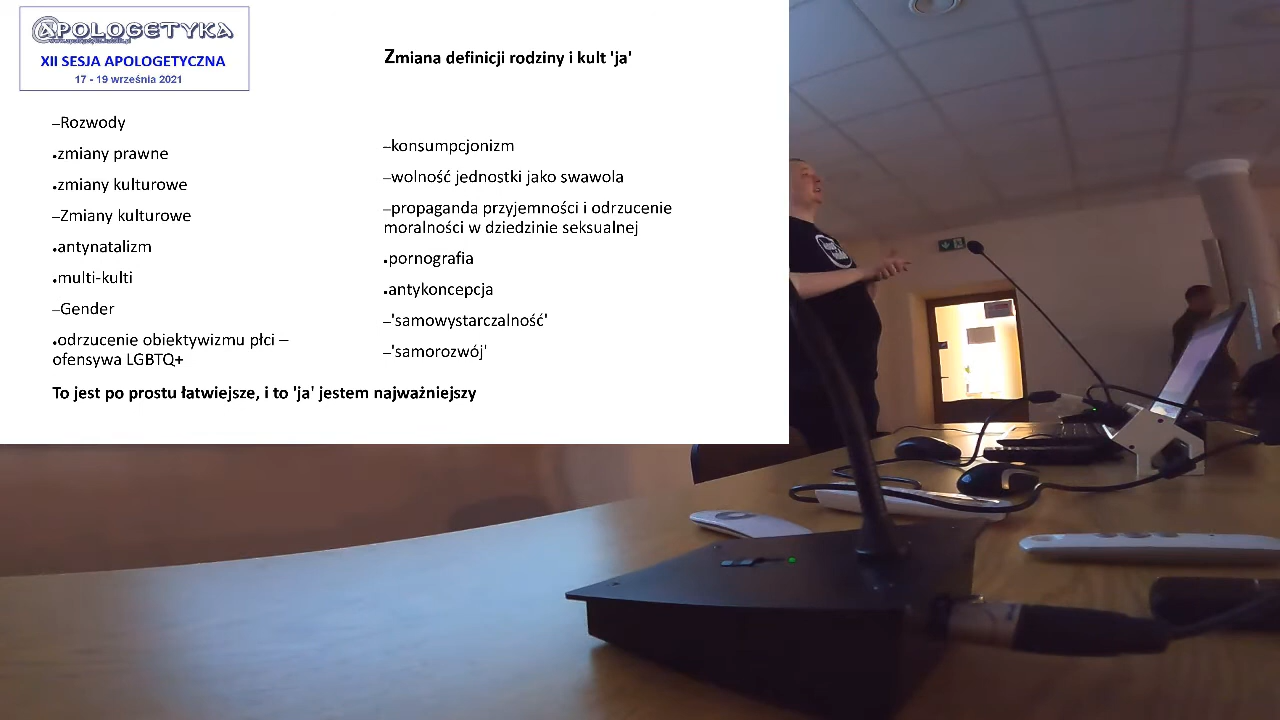 @POLOGETYKA
XII SESJA APOLOGETYCZNA
17 - 19 września 2021
Zmiana definicji rodziny i kult 'ja'
–Rozwody
•zmiany prawne
•zmiany kulturowe
–Zmiany kulturowe
•antynatalizm
•multi-kulti
–Gender
•odrzucenie obiektywizmu płci –
ofensywa LGBTQ+
–konsumpcjonizm
–wolność jednostki jako swawola
–propaganda przyjemności i odrzucenie
moralności w dziedzinie seksualnej
•pornografia
•antykoncepcja
–'samowystarczalność'
–'samorozwój'
To jest po prostu łatwiejsze, i to 'ja' jestem najważniejszy